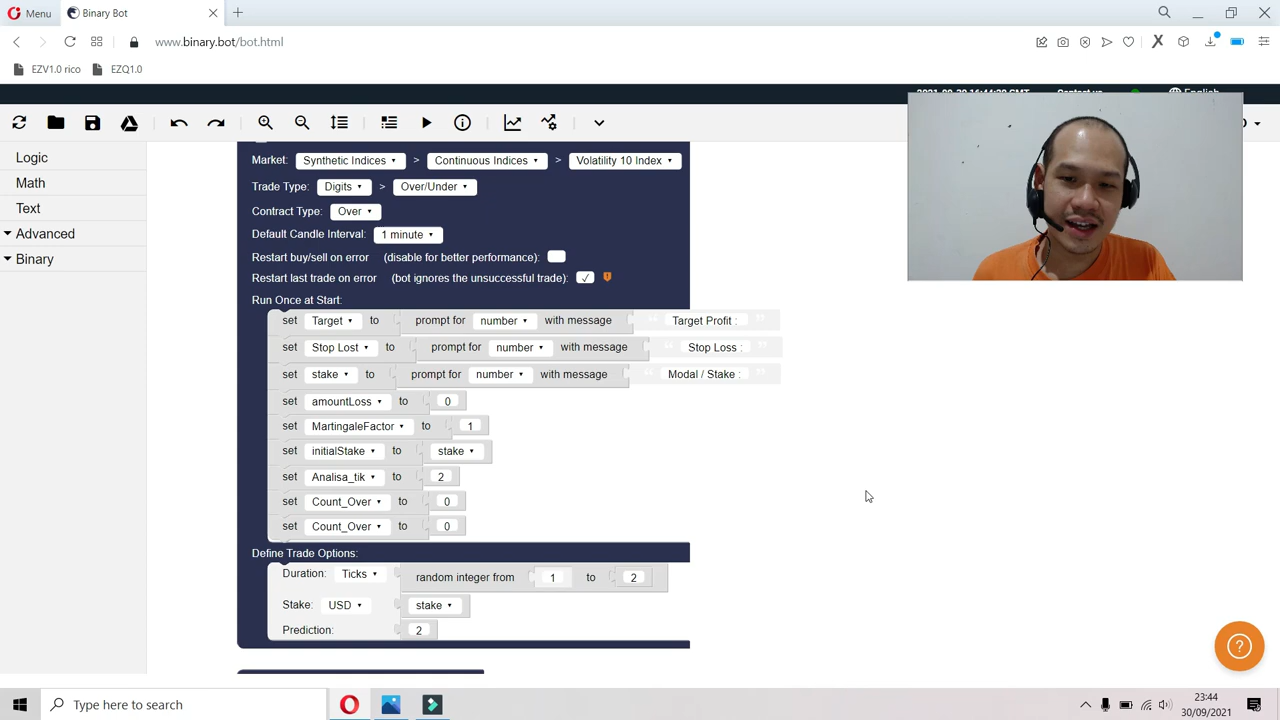 Menu
Binary Bot
www.binary.bot/bot.html
EZV1.0 rico
EZQ1.0
English
Logic
Math
Text
Advanced
Binary
Market: Synthetic Indices > Continuous Indices > Volatility 10 Index
Trade Type: Digits > Over/Under
Contract Type: Over
Default Candle Interval: 1 minute
Restart buy/sell on error (disable for better performance):
Restart last trade on error (bot ignores the unsuccessful trade):
Run Once at Start:
set Target to prompt for number with message “ Target Profit : ”
set Stop Lost to prompt for number with message “ Stop Loss : ”
set stake to prompt for number with message “ Modal / Stake : ”
set amountLoss to 0
set MartingaleFactor to 1
set initialStake to stake
set Analisa_tik to 2
set Count_Over to 0
set Count_Over to 0
Define Trade Options:
Duration: Ticks random integer from 1 to 2
Stake: USD stake
Prediction: 2
Type here to search
23:44
30/09/2021